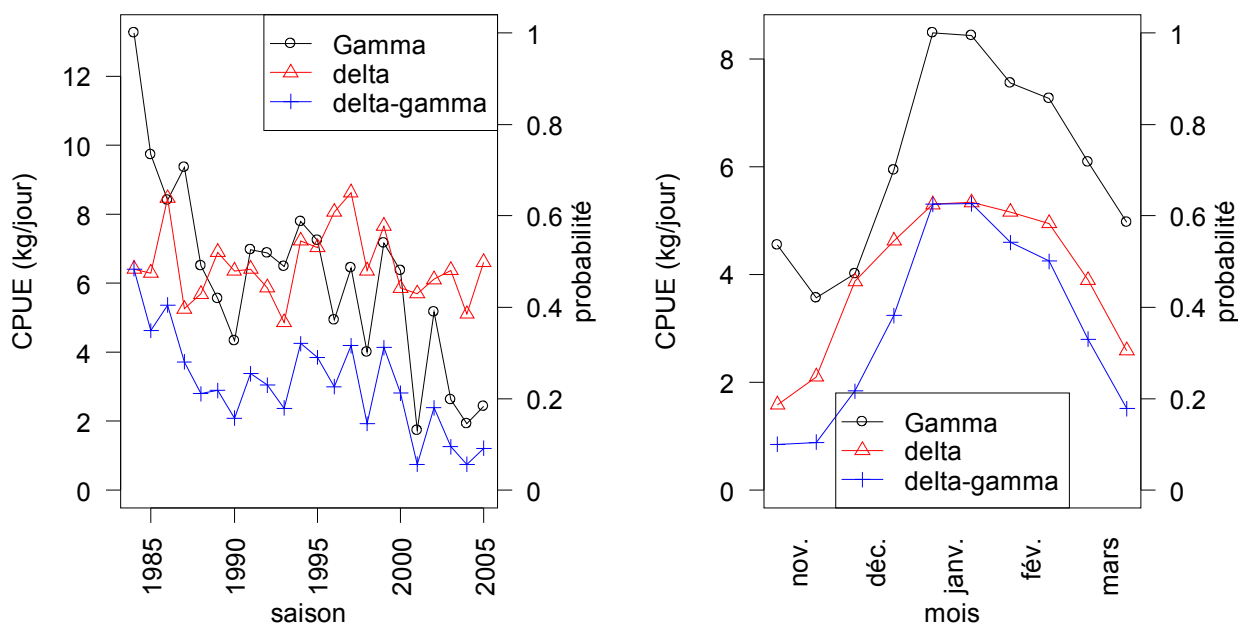 CPUE (kg/jour)
0
2
4
6
8
10
12
Gamma
delta
delta-gamma
0
0.2
0.4
0.6
0.8
1
probabilité
1985
1990
1995
2000
2005
saison
CPUE (kg/jour)
0
2
4
6
8
Gamma
delta
delta-gamma
0
0.2
0.4
0.6
0.8
1
probabilité
nov.
déc.
janv.
fév.
mars
mois